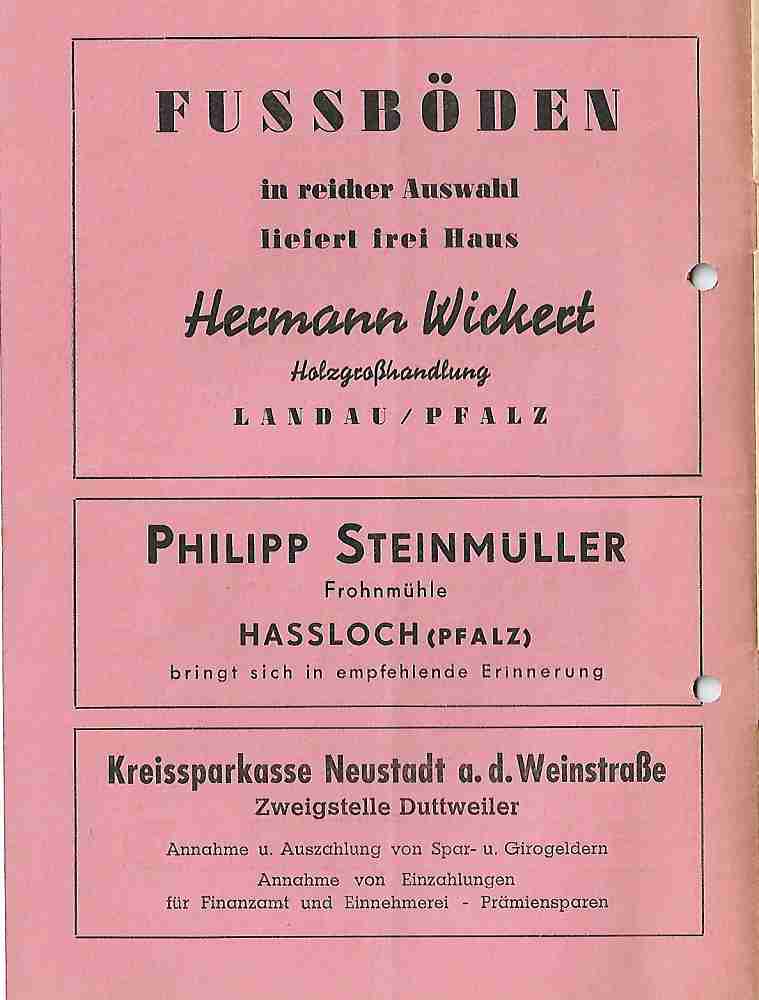 FUSSBÖDEN
in reicher Auswahl
liefert frei Haus
Hermann Wickert
Holzgroßhandlung
LANDAU/PFALZ
PHILIPP STEINMÜLLER
Frohnmühle
HASSLOCH (PFALZ)
bringt sich in empfehlende Erinnerung
Kreissparkasse Neustadt a. d. Weinstraße
Zweigstelle Duttweiler
Annahme u. Auszahlung von Spar- u. Girogeldern
Annahme von Einzahlungen
für Finanzamt und Einnehmerei - Prämiensparen